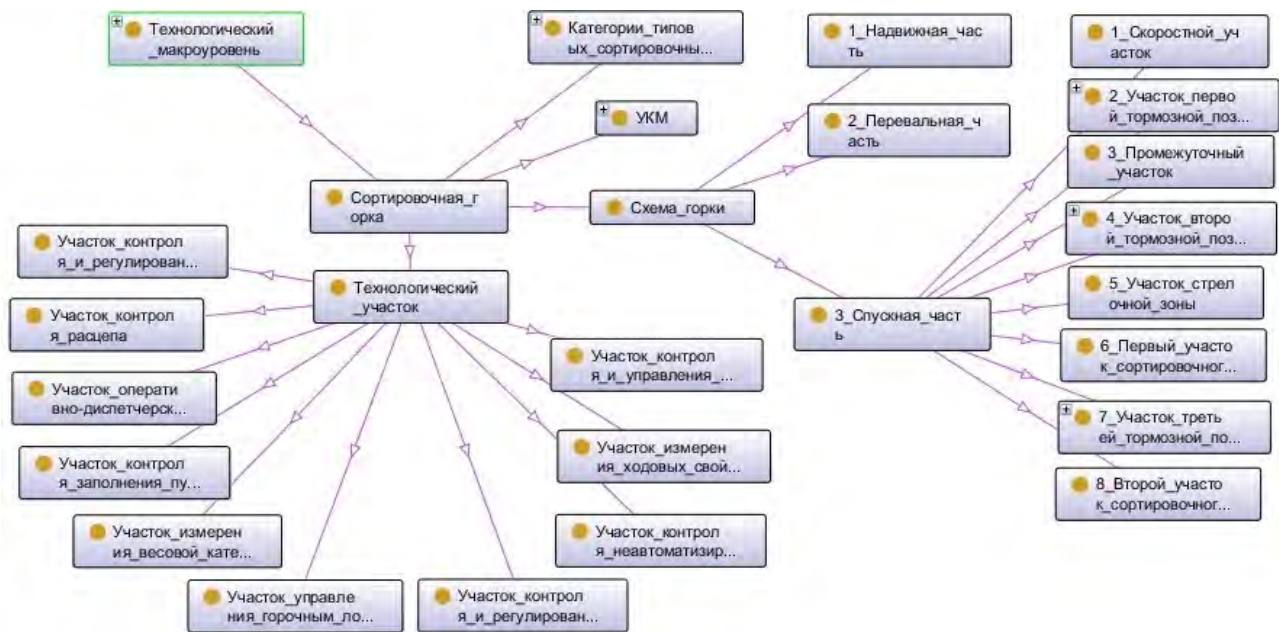 Технологический
_макроуровень
Категории_типов
ых_сортировочны...
УКМ
Сортировочная_г
орка
Схема_горки
1_Надвижная_час
ть
2_Перевальная_ч
асть
3_Спускная_част
ь
1_Скоростной_уч
асток
2_Участок_перво
й_тормозной_поз...
3_Промежуточный
_участок
4_Участок_второ
й_тормозной_поз...
5_Участок_стрел
очной_зоны
6_Первый_участо
к_сортировочног...
7_Участок_треть
ей_тормозной_по...
8_Второй_участо
к_сортировочног...
Технологический
_участок
Участок_контрол
я_и_регулирован...
Участок_контрол
я_расцепа
Участок_операти
вно-диспетчерск...
Участок_контрол
я_заполнения_пу...
Участок_измерен
ия_весовой_кате...
Участок_управле
ния_горочным_ло...
Участок_контрол
я_и_регулирован...
Участок_контрол
я_неавтоматизир...
Участок_измерен
ия_ходовых_свой...
Участок_контрол
я_и_управления_...